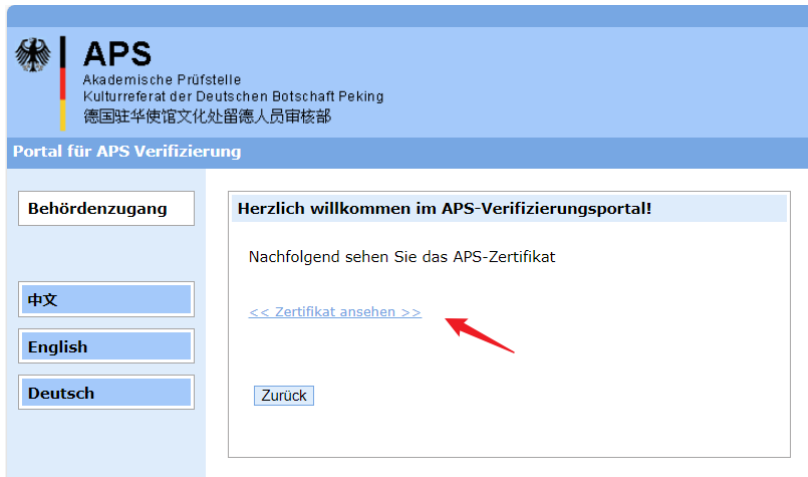 APS
Akademische Prüfstelle
Kulturreferat der Deutschen Botschaft Peking
德国驻华使馆文化处留德人员审核部
Portal für APS Verifizierung
Behördenzugang
中文
English
Deutsch
Herzlich willkommen im APS-Verifizierungsportal!
Nachfolgend sehen Sie das APS-Zertifikat
<< Zertifikat ansehen >>
Zurück